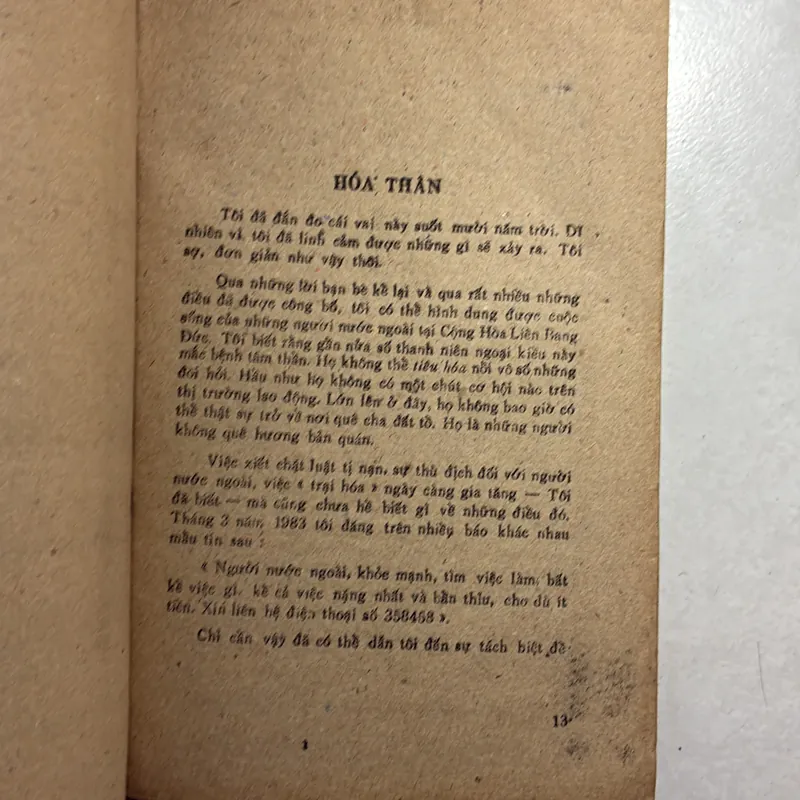 HÓA THÂN
Tôi đã đắn đo cái vai này suốt mười năm trời. Dĩ
nhiên vì tôi đã linh cảm được những gì sẽ xảy ra. Tôi
sợ, đơn giản như vậy thôi.
Qua những lời bạn bè kể lại và qua rất nhiều những
điều đã được công bố, tôi có thể hình dung được cuộc
sống của những người nước ngoài tại Cộng Hòa Liên Bang
Đức. Tôi biết rằng gần nửa số thanh niên ngoại kiều này
mắc bệnh tâm thần. Họ không thể tiêu hóa nổi vô số những
đòi hỏi. Hầu như họ không có một chút cơ hội nào trên
thị trường lao động. Lớn lên ở đây, họ không bao giờ có
thể thật sự trở về nơi quê cha đất tổ. Họ là những người
không quê hương bản quán.
Việc xiết chặt luật tị nạn, sự thù địch đối với người
nước ngoài, việc « trại hóa » ngày càng gia tăng — Tôi
đã biết — mà cũng chưa hề biết gì về những điều đó.
Tháng 3 năm 1983 tôi đăng trên nhiều báo khác nhau
mẩu tin sau :
« Người nước ngoài, khỏe mạnh, tìm việc làm, bất
kể việc gì, kể cả việc nặng nhất và bẩn thỉu, cho dù ít
tiền. Xin liên hệ điện thoại số 358458 ».
Chỉ cần vậy đã có thể dẫn tôi đến sự tách biệt để
13